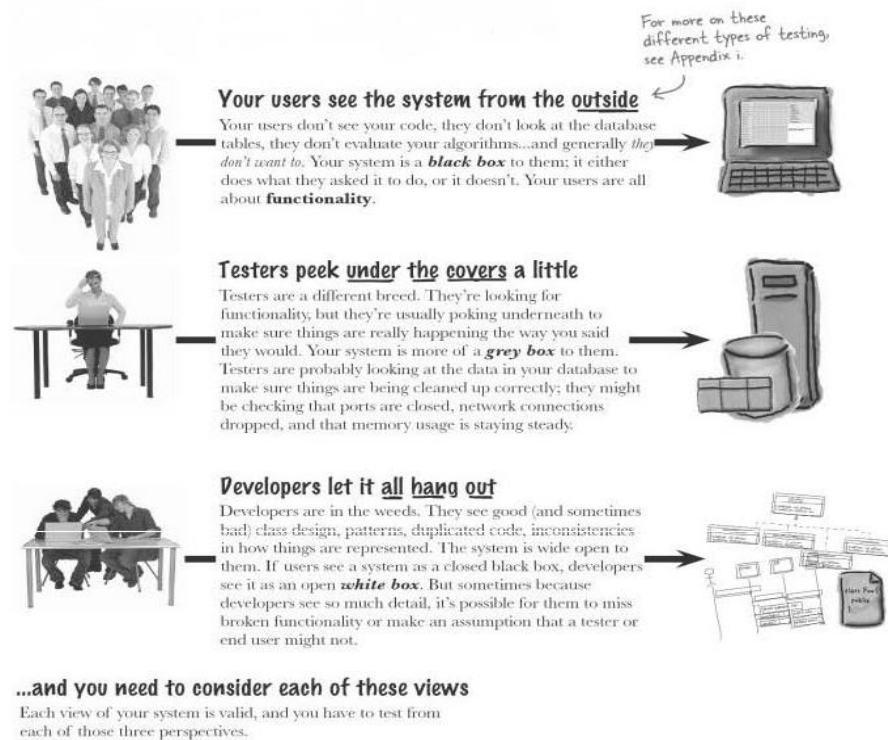 For more on these
different types of testing,
see Appendix i.
Your users see the system from the outside
Your users don't see your code, they don't look at the database
tables, they don't evaluate your algorithms...and generally they
don't want to. Your system is a black box to them; it either
does what they asked it to do, or it doesn't. Your users are all
about functionality.
Testers peek under the covers a little
Testers are a different breed. They're looking for
functionality, but they're usually poking underneath to
make sure things are really happening the way you said
they would. Your system is more of a grey box to them.
Testers are probably looking at the data in your database to
make sure things are being cleaned up correctly; they might
be checking that ports are closed, network connections
dropped, and that memory usage is staying steady.
Developers let it all hang out
Developers are in the weeds. They see good (and sometimes
bad) class design, patterns, duplicated code, inconsistencies
in how things are represented. The system is wide open to
them. If users see a system as a closed black box, developers
see it as an open white box. But sometimes because
developers see so much detail, it's possible for them to miss
broken functionality or make an assumption that a tester or
end user might not.
class Foo{
public
}
...and you need to consider each of these views
Each view of your system is valid, and you have to test from
each of those three perspectives.